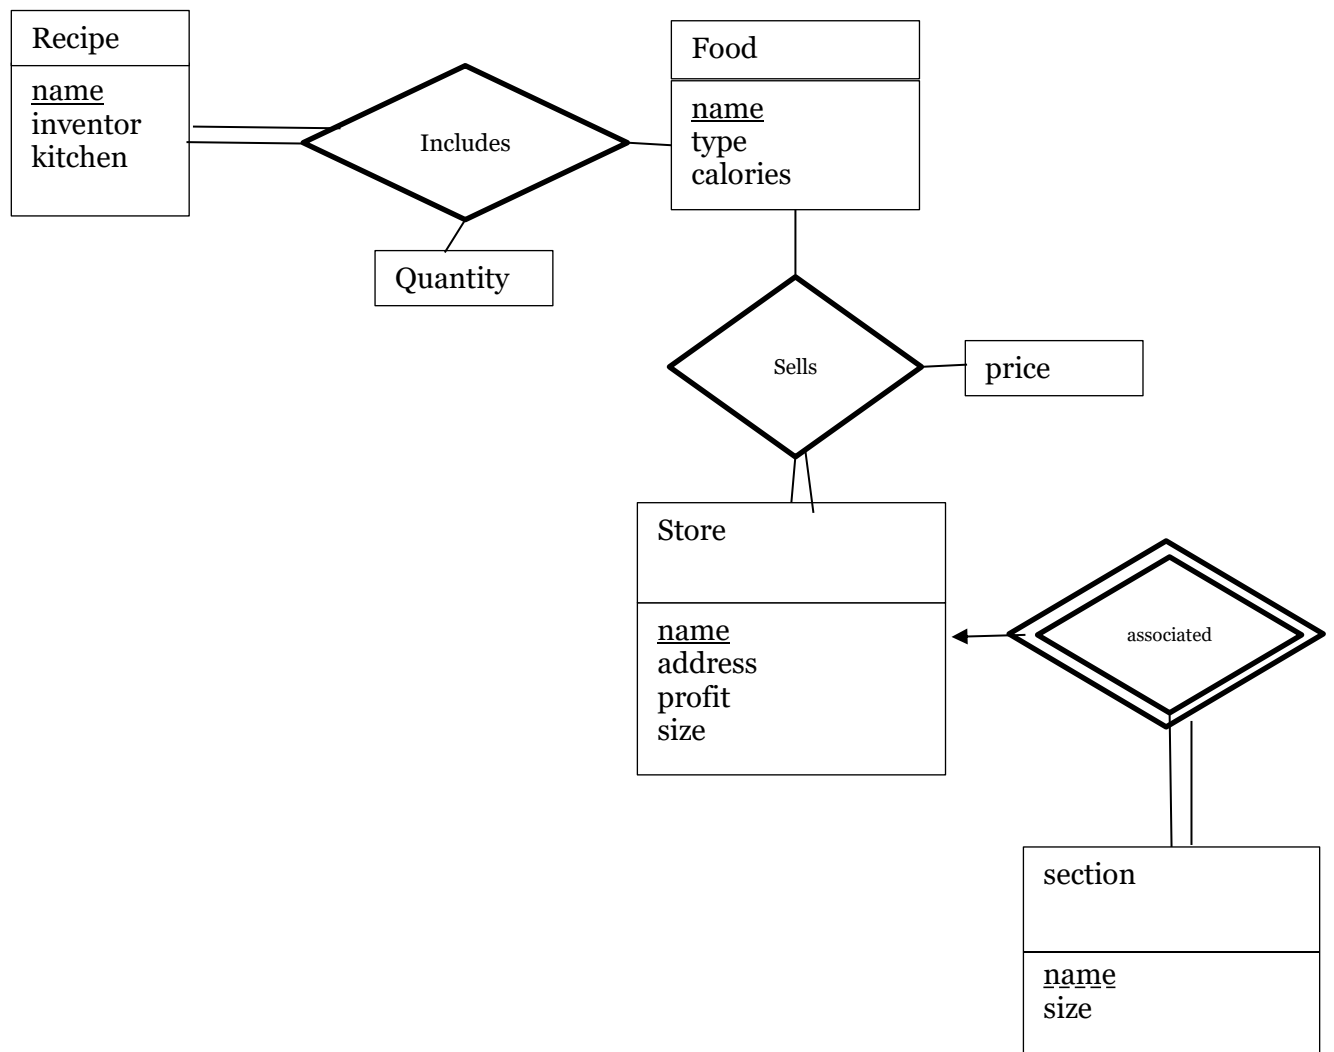 Recipe
name
inventor
kitchen
Includes
Quantity
Food
name
type
calories
Sells
price
Store
name
address
profit
size
associated
section
name
size